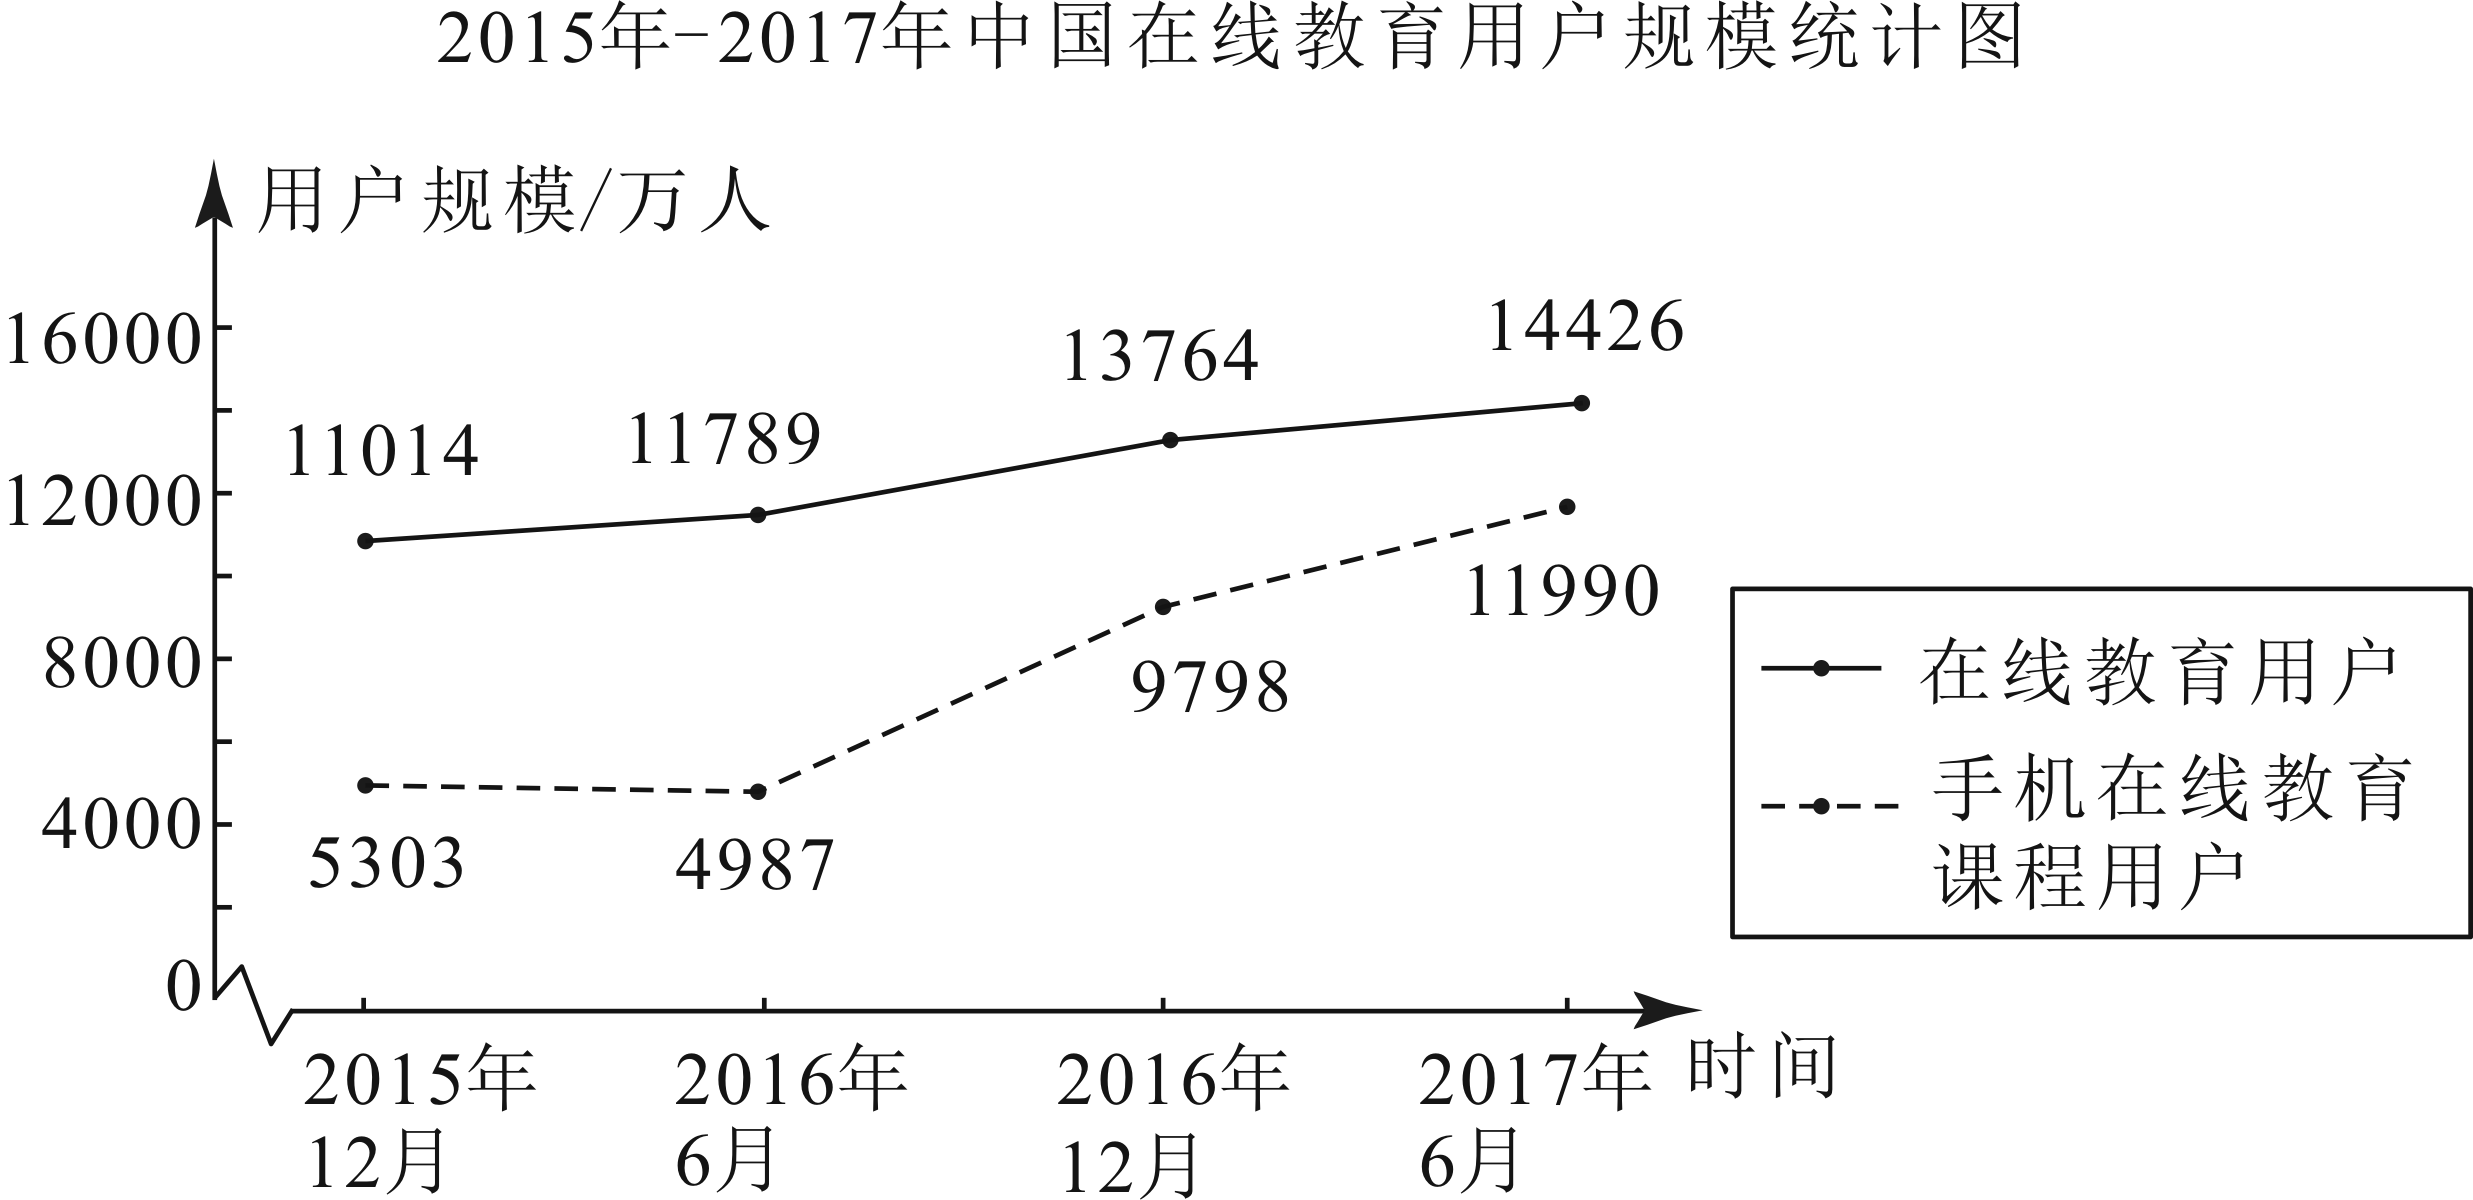 2015年-2017年中国在线教育用户规模统计图
用户规模/万人
16000
12000
8000
4000
0
11014
11789
13764
14426
5303
4987
9798
11990
在线教育用户
手机在线教育
课程用户
2015年
12月
2016年
6月
2016年
12月
2017年
6月
时间